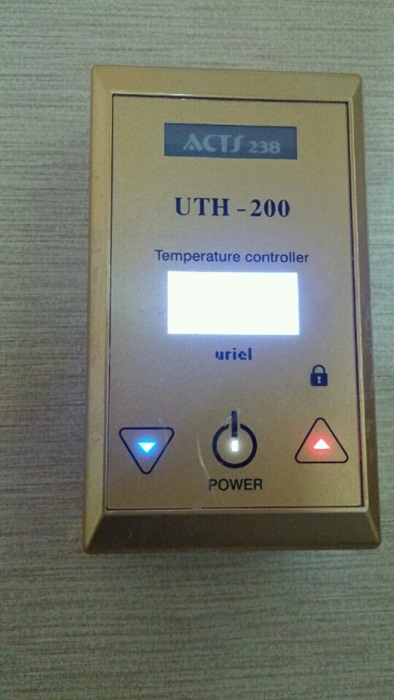 ACTS 238
UTH-200
Temperature controller
uriel
POWER